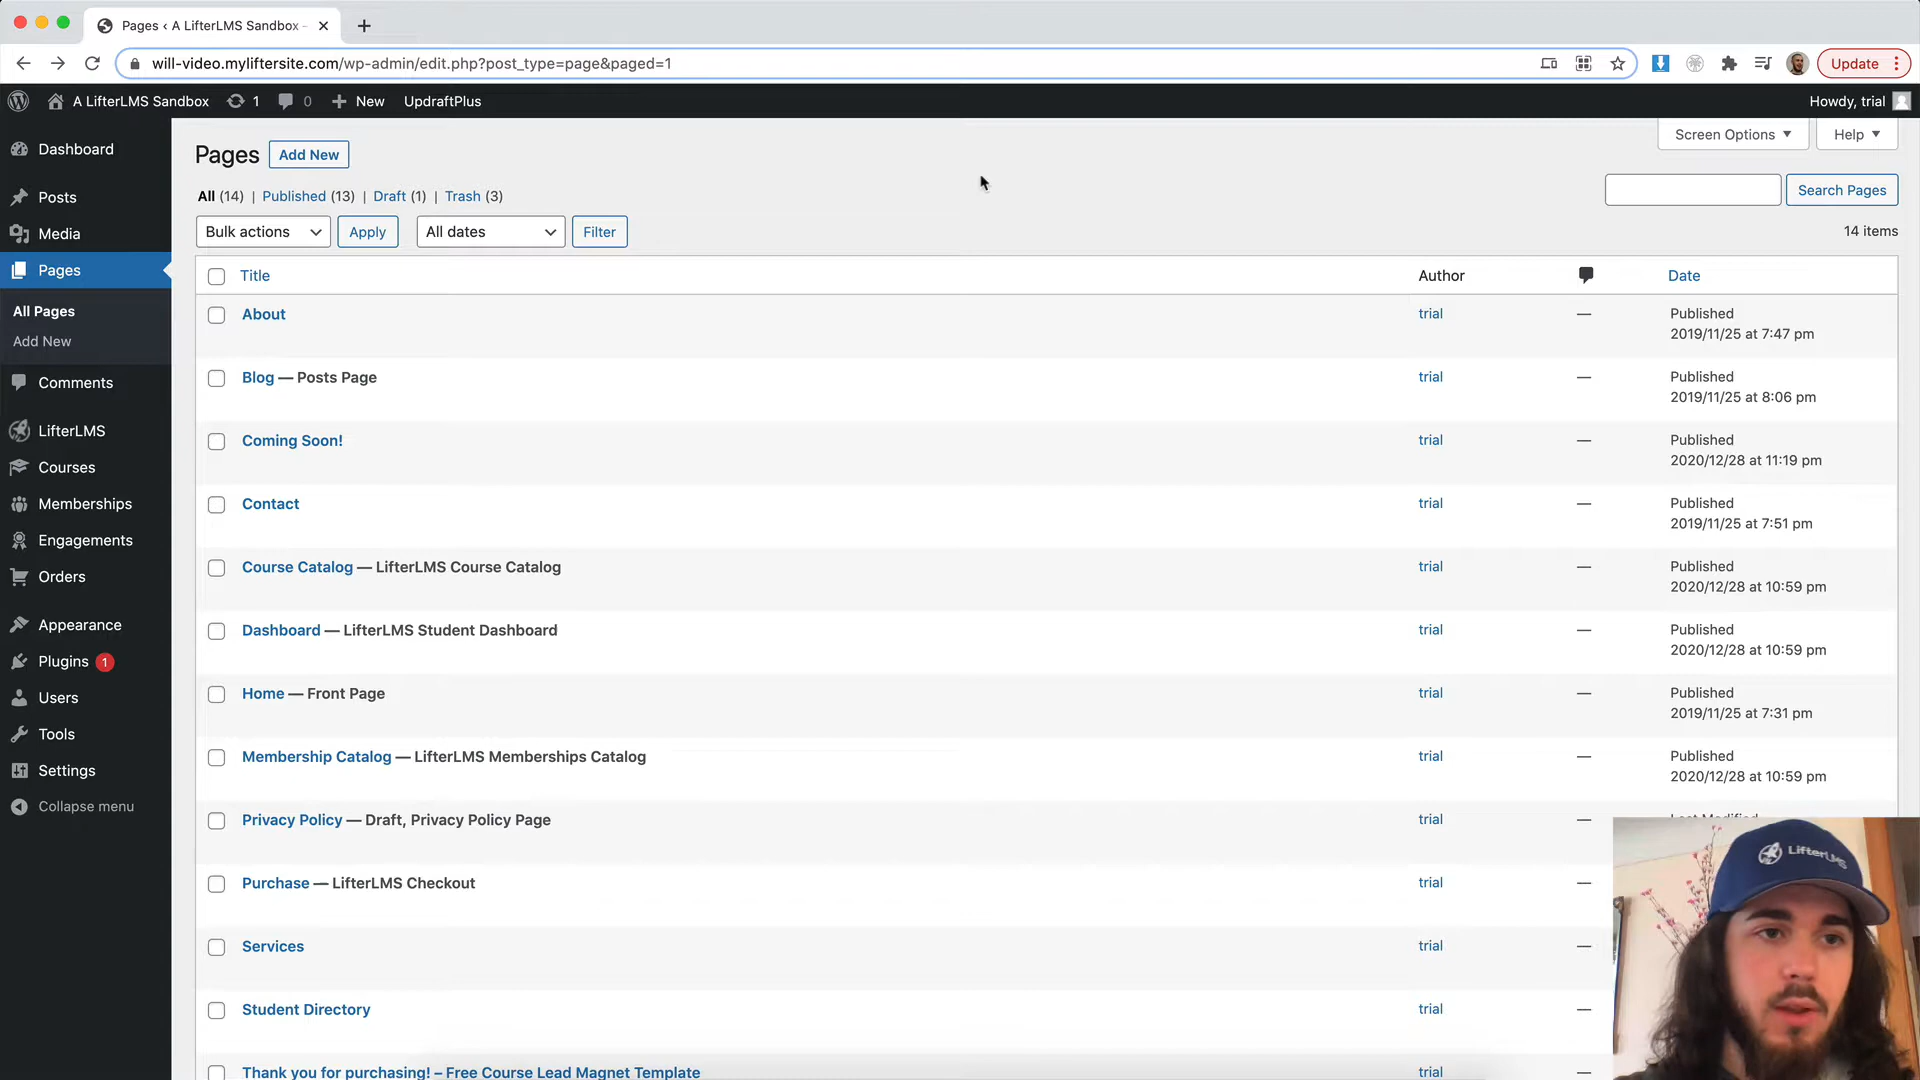 Pages ‹ A LifterLMS Sandbox -
will-video.myliftersite.com/wp-admin/edit.php?post_type=page&paged=1
Update
A LifterLMS Sandbox 1 0 New UpdraftPlus
Howdy, trial
Dashboard
Posts
Media
Pages
All Pages
Add New
Comments
LifterLMS
Courses
Memberships
Engagements
Orders
Appearance
Plugins 1
Users
Tools
Settings
Collapse menu
Screen Options Help
Pages Add New
All (14) | Published (13) | Draft (1) | Trash (3)
Search Pages
Bulk actions Apply All dates Filter
14 items
Title Author Date
About trial — Published
2019/11/25 at 7:47 pm
Blog — Posts Page trial — Published
2019/11/25 at 8:06 pm
Coming Soon! trial — Published
2020/12/28 at 11:19 pm
Contact trial — Published
2019/11/25 at 7:51 pm
Course Catalog — LifterLMS Course Catalog trial — Published
2020/12/28 at 10:59 pm
Dashboard — LifterLMS Student Dashboard trial — Published
2020/12/28 at 10:59 pm
Home — Front Page trial — Published
2019/11/25 at 7:31 pm
Membership Catalog — LifterLMS Memberships Catalog trial — Published
2020/12/28 at 10:59 pm
Privacy Policy — Draft, Privacy Policy Page trial — Last Modified
Purchase — LifterLMS Checkout trial —
Services trial —
Student Directory trial —
Thank you for purchasing! – Free Course Lead Magnet Template trial —
LifterLMS